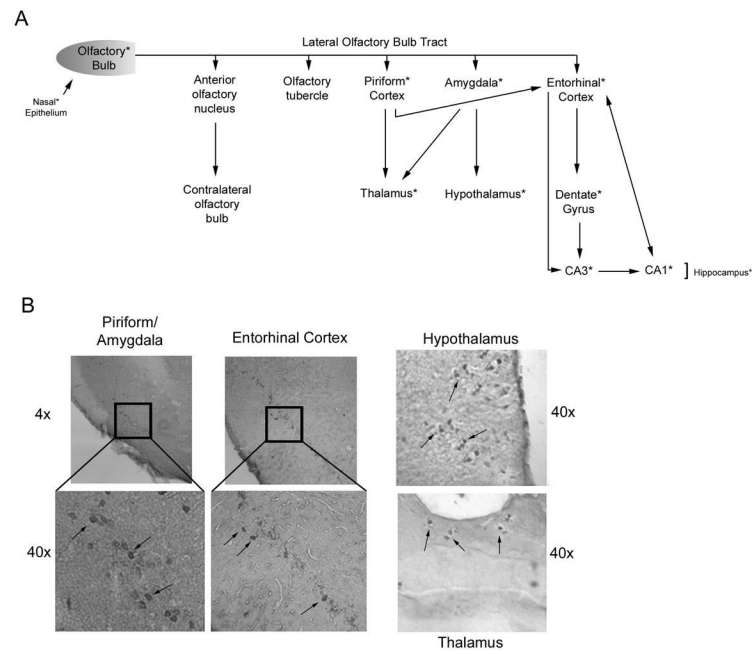 A
Lateral Olfactory Bulb Tract
Olfactory*
Bulb
Nasal*
Epithelium
Anterior
olfactory
nucleus
Olfactory
tubercle
Piriform*
Cortex
Amygdala*
Entorhinal*
Cortex
Contralateral
olfactory
bulb
Thalamus*
Hypothalamus*
Dentate*
Gyrus
CA3*
CA1*
] Hippocampus*
B
Piriform/
Amygdala
Entorhinal Cortex
Hypothalamus
4x
40x
40x
40x
Thalamus